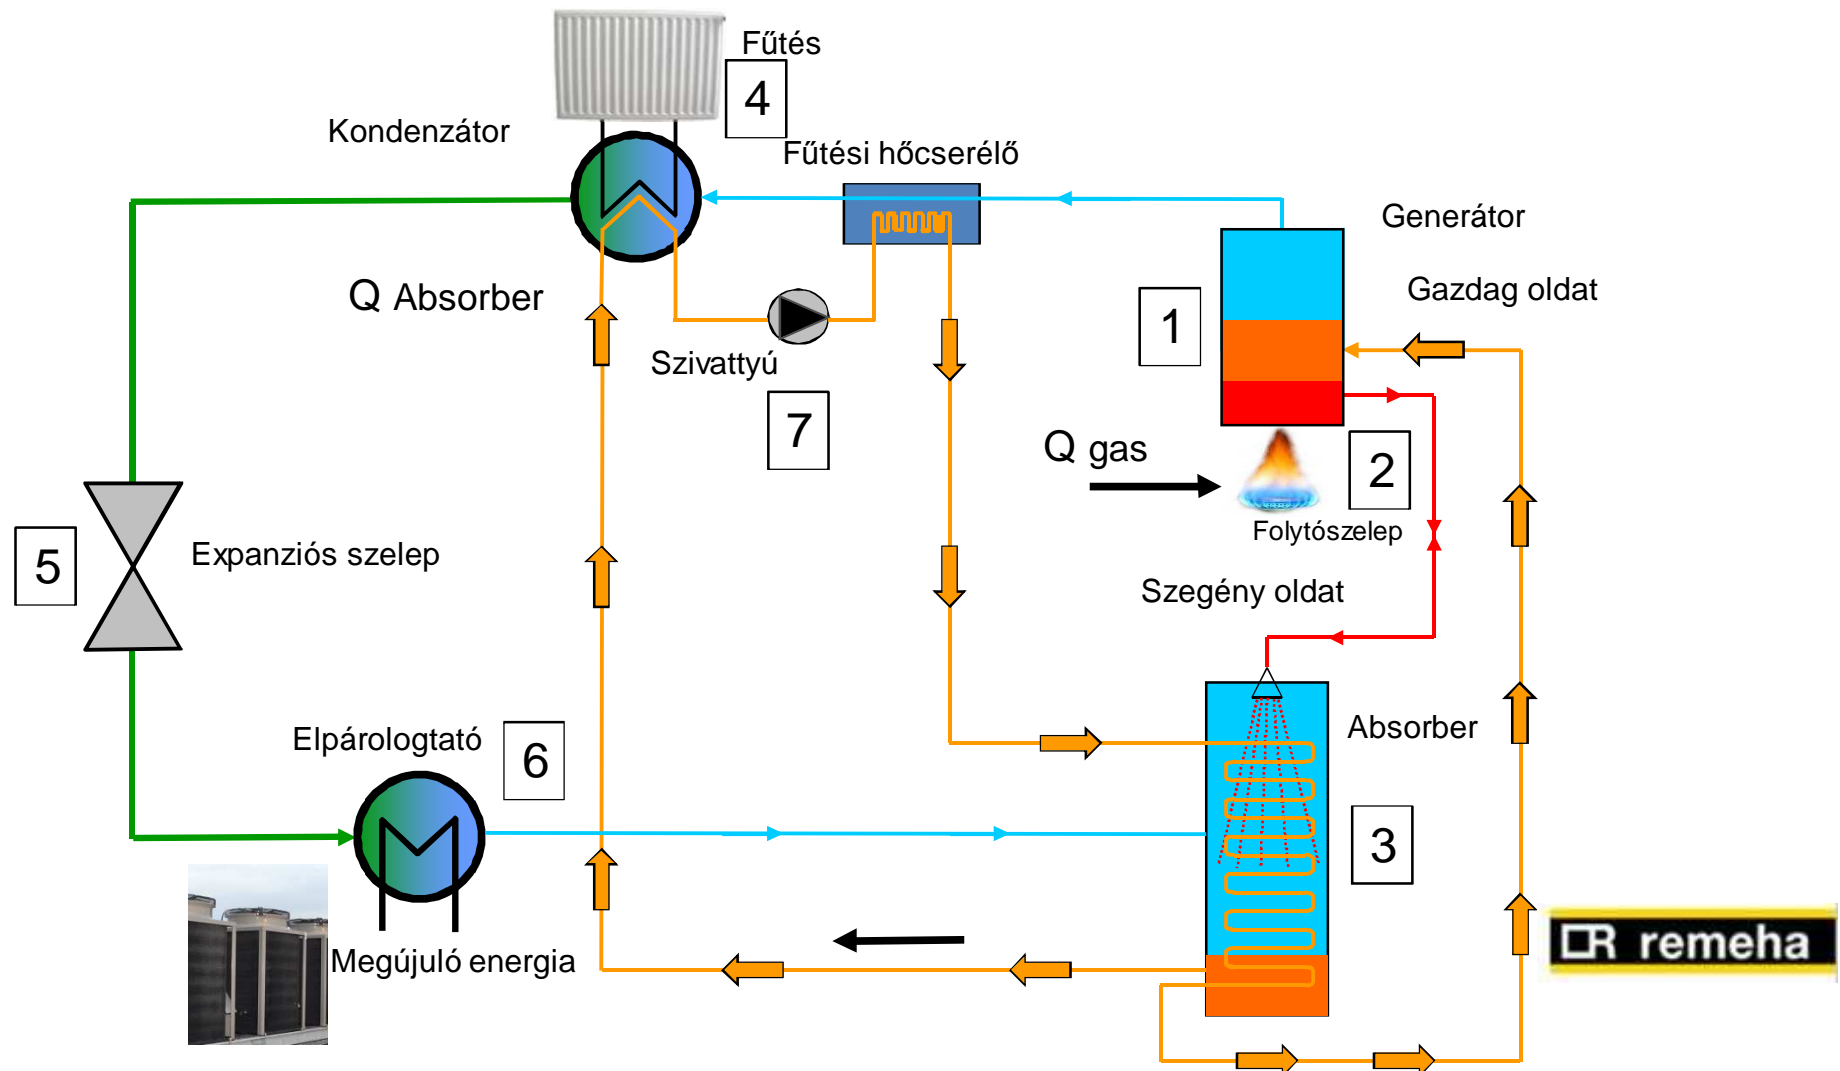 Fűtés
4
Kondenzátor
Fűtési hőcserélő
Generátor
Q Absorber
Gazdag oldat
1
Szivattyú
7
Q gas
2
Folytószelep
5
Expanziós szelep
Szegény oldat
Elpárologtató
6
Absorber
3
Megújuló energia
remeha